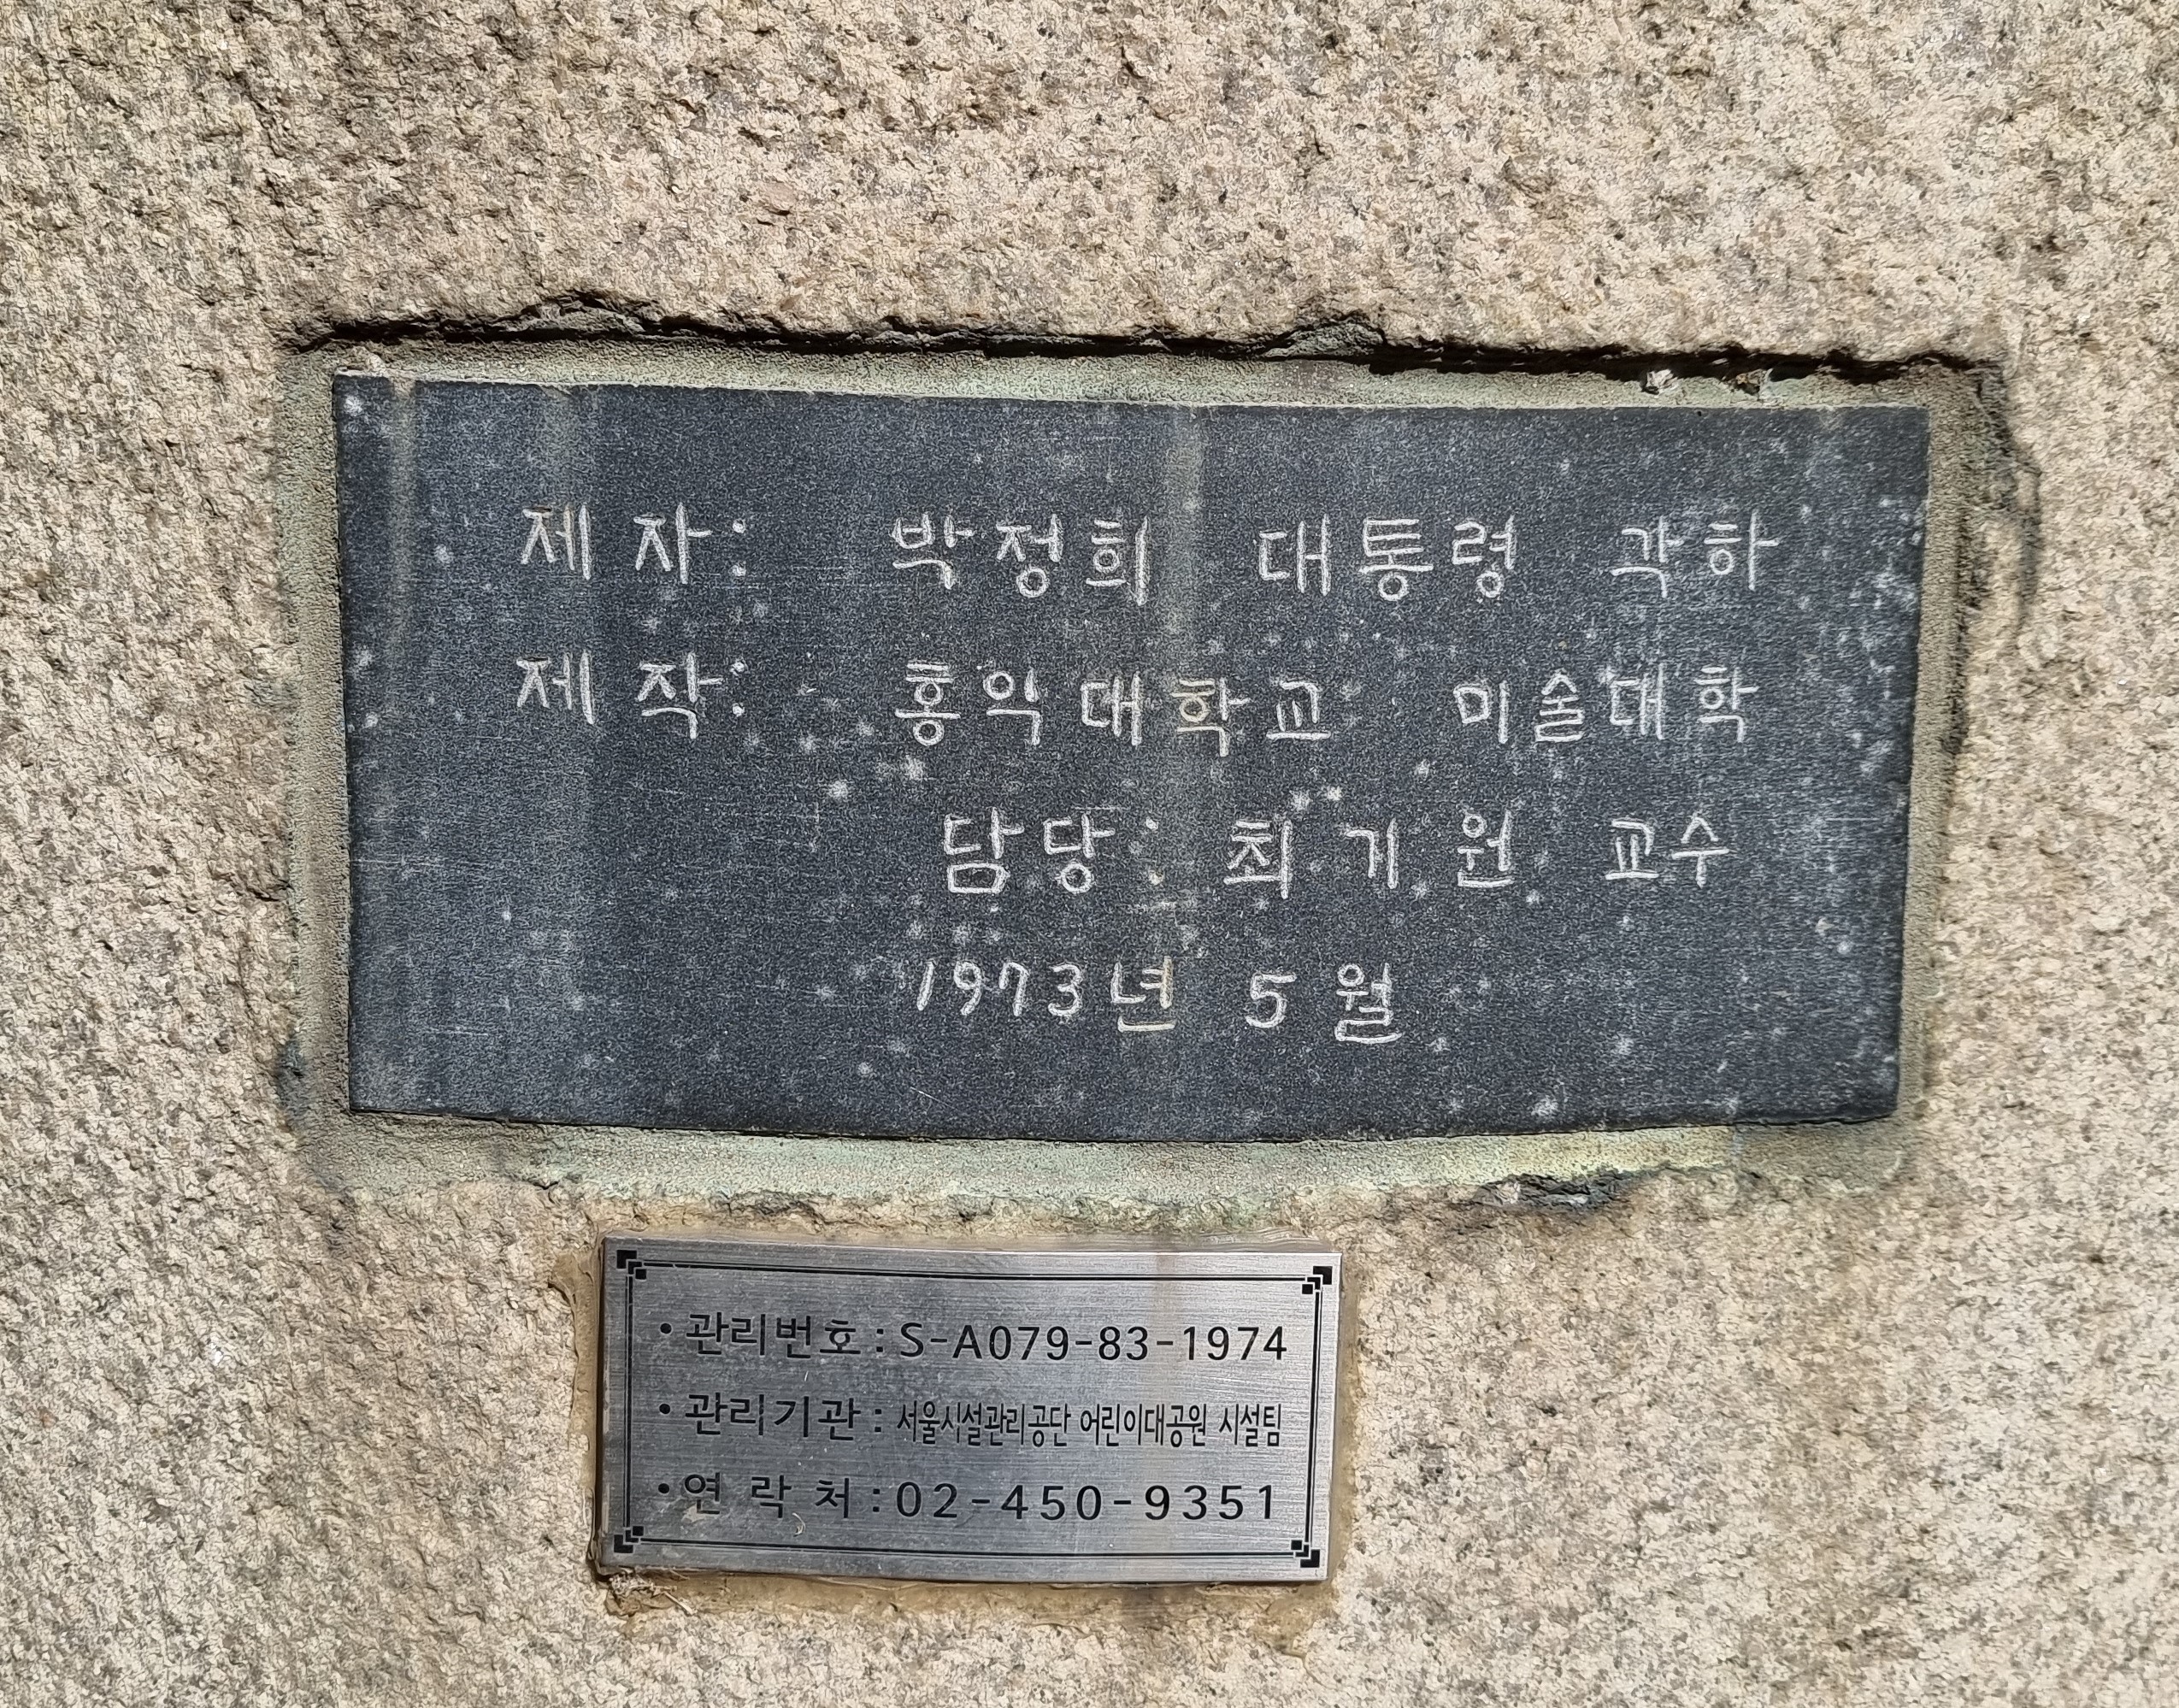 제자: 박정희 대통령 각하
제작: 홍익대학교 미술대학
담당: 최기원 교수
1973년 5월
• 관리번호 : S-A079-83-1974
• 관리기관 : 서울시설관리공단 어린이대공원 시설팀
• 연 락 처 : 02-450-9351